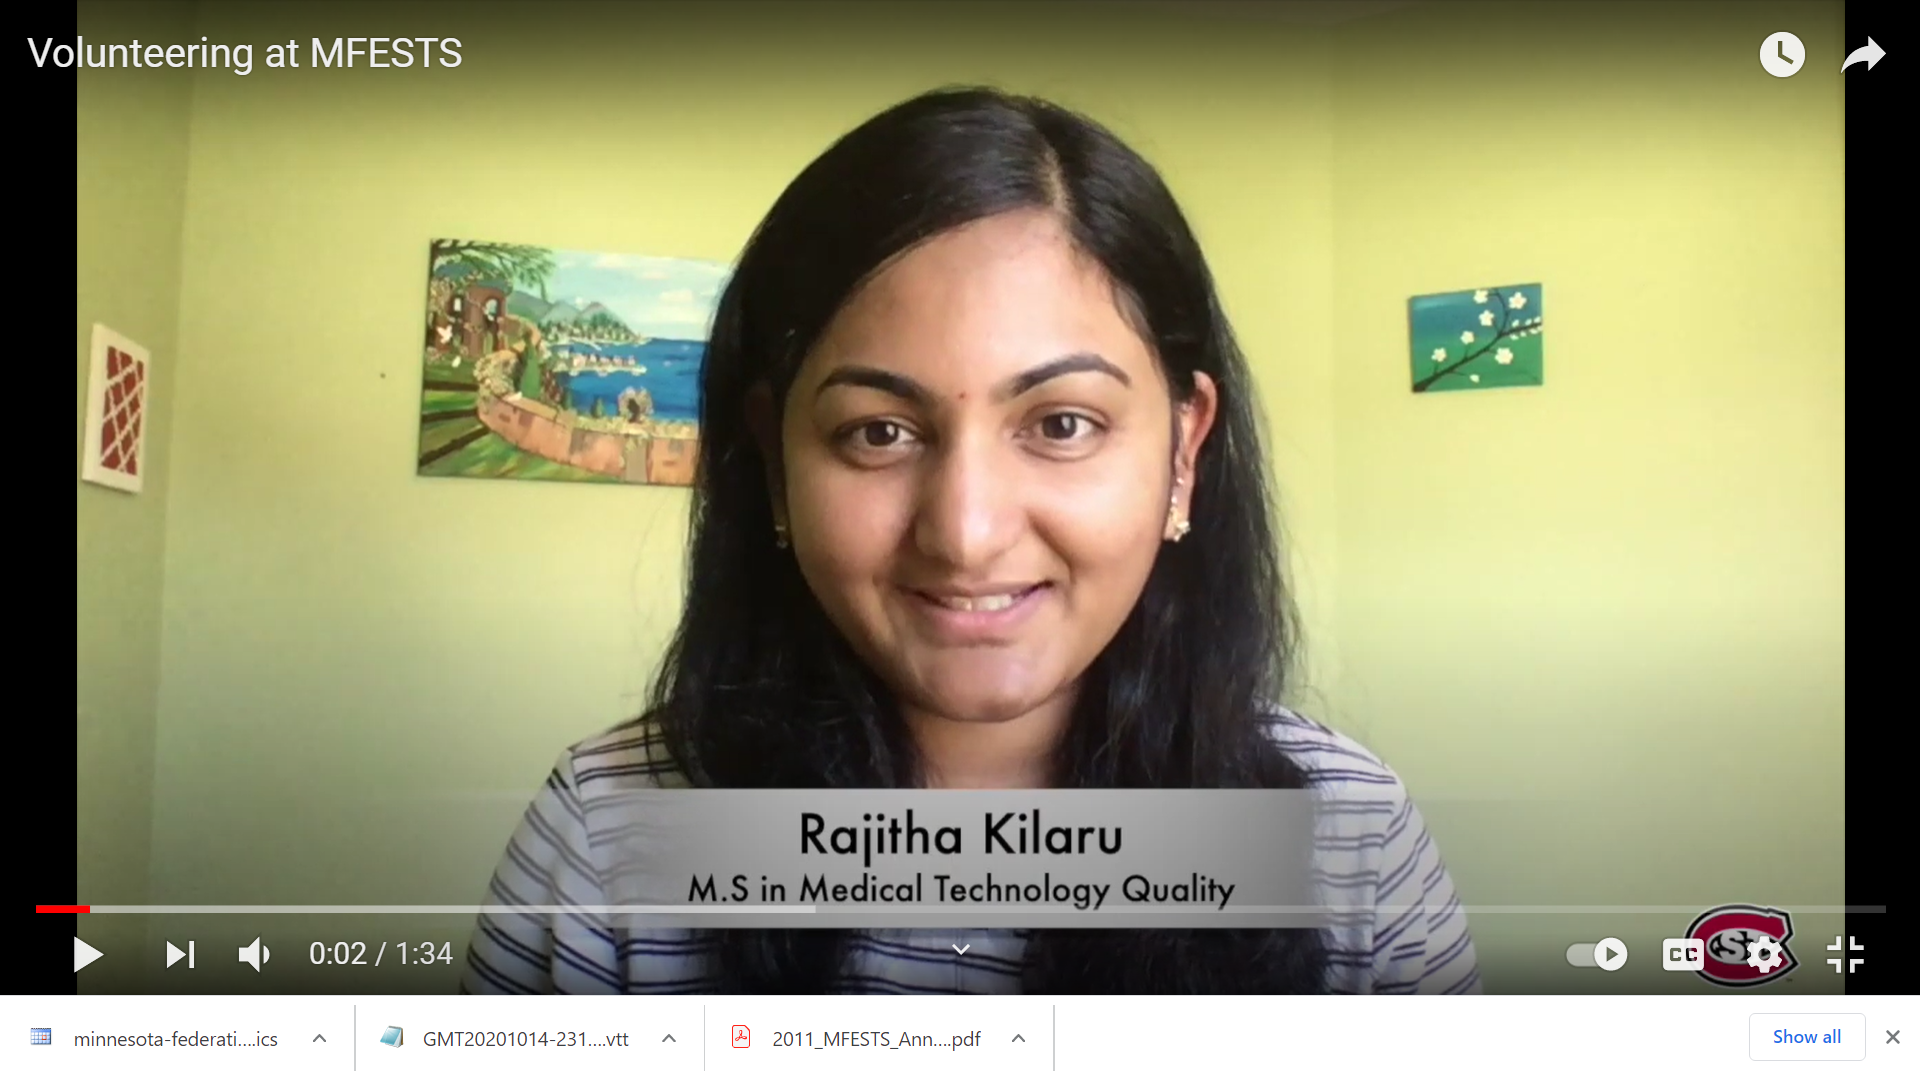 Volunteering at MFESTS
Rajitha Kilaru
M.S in Medical Technology Quality
0:02 / 1:34
CC
minnesota-federati....ics
GMT20201014-231....vtt
2011_MFESTS_Ann....pdf
Show all